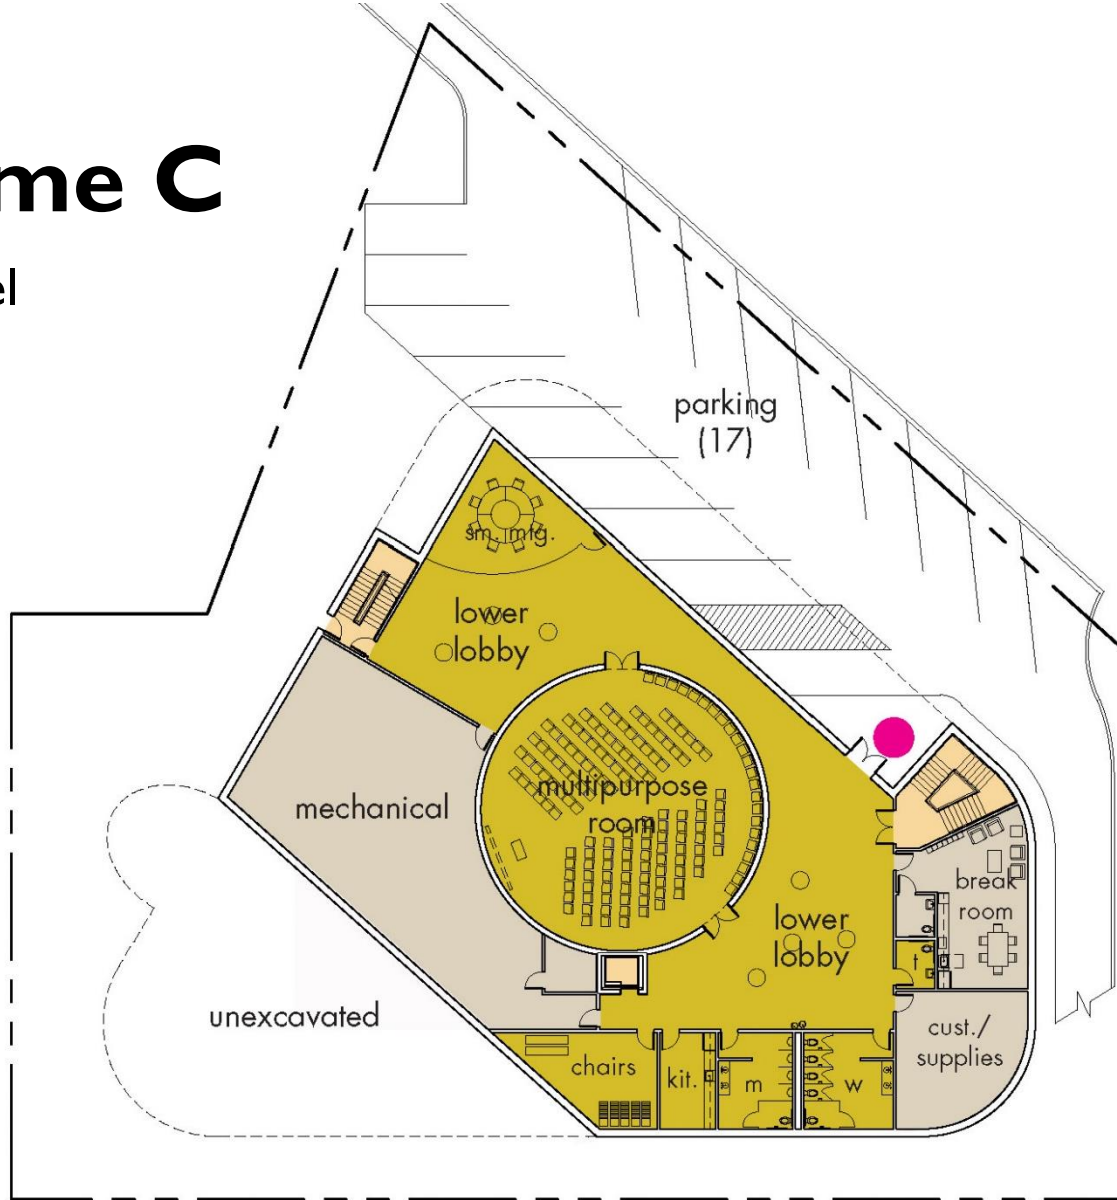 me C
el
parking
(17)
sm. mtg.
lower
lobby
multipurpose
room
mechanical
break
room
lower
lobby
t
unexcavated
cust./
supplies
chairs
kit.
m
w